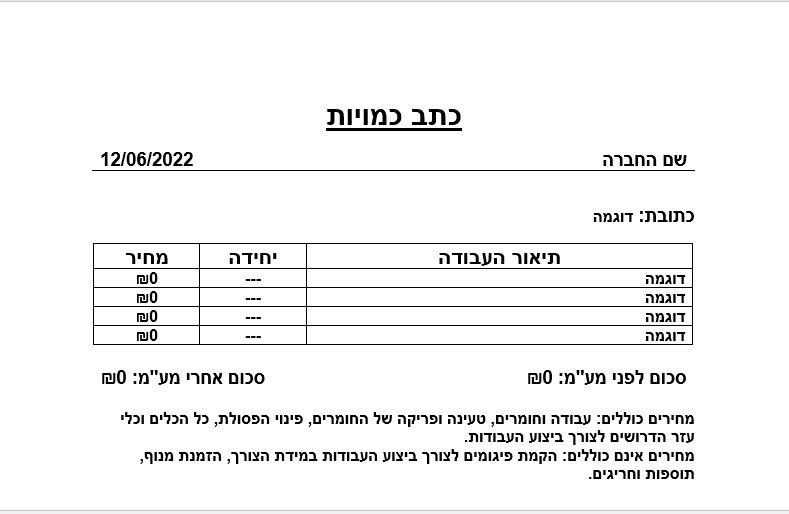 כתב כמויות
שם החברה 12/06/2022
כתובת: דוגמה
תיאור העבודה יחידה מחיר
דוגמה --- ₪0
דוגמה --- ₪0
דוגמה --- ₪0
דוגמה --- ₪0
סכום לפני מע"מ: ₪0 סכום אחרי מע"מ: ₪0
מחירים כוללים: עבודה וחומרים, טעינה ופריקה של החומרים, פינוי הפסולת, כל הכלים וכלי
עזר הדרושים לצורך ביצוע העבודות.
מחירים אינם כוללים: הקמת פיגומים לצורך ביצוע העבודות במידת הצורך, הזמנת מנוף,
תוספות וחריגים.